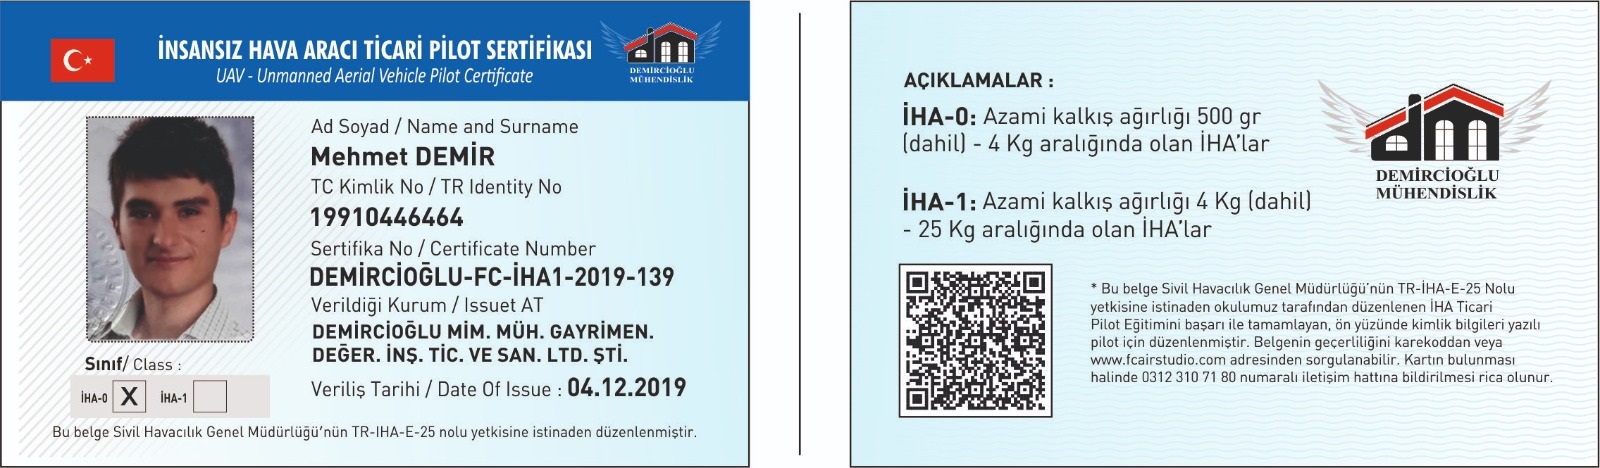 İNSANSIZ HAVA ARACI TİCARİ PİLOT SERTİFİKASI
UAV - Unmanned Aerial Vehicle Pilot Certificate
DEMİRCİOĞLU
MÜHENDİSLİK
Ad Soyad / Name and Surname
Mehmet DEMİR
TC Kimlik No / TR Identity No
19910446464
Sertifika No / Certificate Number
DEMİRCİOĞLU-FC-İHA1-2019-139
Verildiği Kurum / Issuet AT
DEMİRCİOĞLU MİM. MÜH. GAYRİMEN.
DEĞER. İNŞ. TİC. VE SAN. LTD. ŞTİ.
Veriliş Tarihi / Date Of Issue : 04.12.2019
Sınıf/ Class :
İHA-0 X İHA-1
Bu belge Sivil Havacılık Genel Müdürlüğü'nün TR-IHA-E-25 nolu yetkisine istinaden düzenlenmiştir.
AÇIKLAMALAR :
İHA-0: Azami kalkış ağırlığı 500 gr
(dahil) - 4 Kg aralığında olan İHA'lar
İHA-1: Azami kalkış ağırlığı 4 Kg (dahil)
- 25 Kg aralığında olan İHA'lar
DEMİRCİOĞLU
MÜHENDİSLİK
* Bu belge Sivil Havacılık Genel Müdürlüğü'nün TR-İHA-E-25 Nolu
yetkisine istinaden okulumuz tarafından düzenlenen İHA Ticari
Pilot Eğitimini başarı ile tamamlayan, ön yüzünde kimlik bilgileri yazılı
pilot için düzenlenmiştir. Belgenin geçerliliğini karekoddan veya
www.fcairstudio.com adresinden sorgulanabilir. Kartın bulunması
halinde 0312 310 71 80 numaralı iletişim hattına bildirilmesi rica olunur.